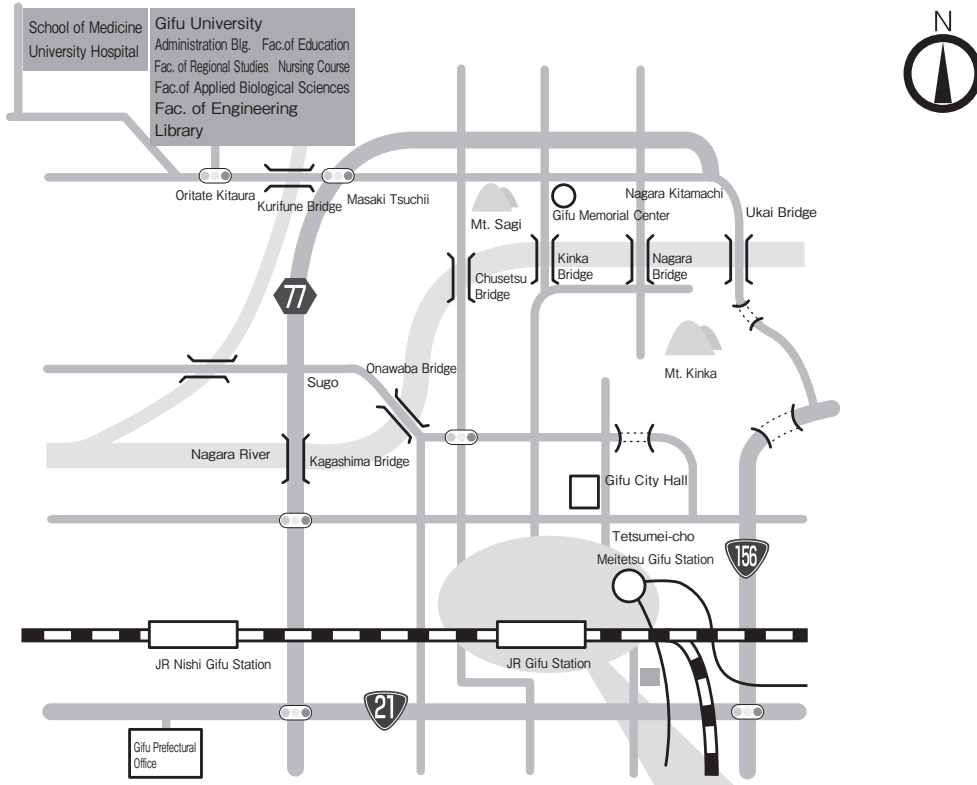 School of Medicine
University Hospital
Gifu University
Administration Blg. Fac.of Education
Fac. of Regional Studies Nursing Course
Fac.of Applied Biological Sciences
Fac. of Engineering
Library
N
Oritate Kitaura
Kurifune Bridge
Masaki Tsuchii
Mt. Sagi
Gifu Memorial Center
Nagara Kitamachi
Ukai Bridge
Chusetsu
Bridge
Kinka
Bridge
Nagara
Bridge
77
Mt. Kinka
Onawaba Bridge
Sugo
Nagara River
Kagashima Bridge
Gifu City Hall
Tetsumei-cho
Meitetsu Gifu Station
156
JR Nishi Gifu Station
JR Gifu Station
21
Gifu Prefectural
Office